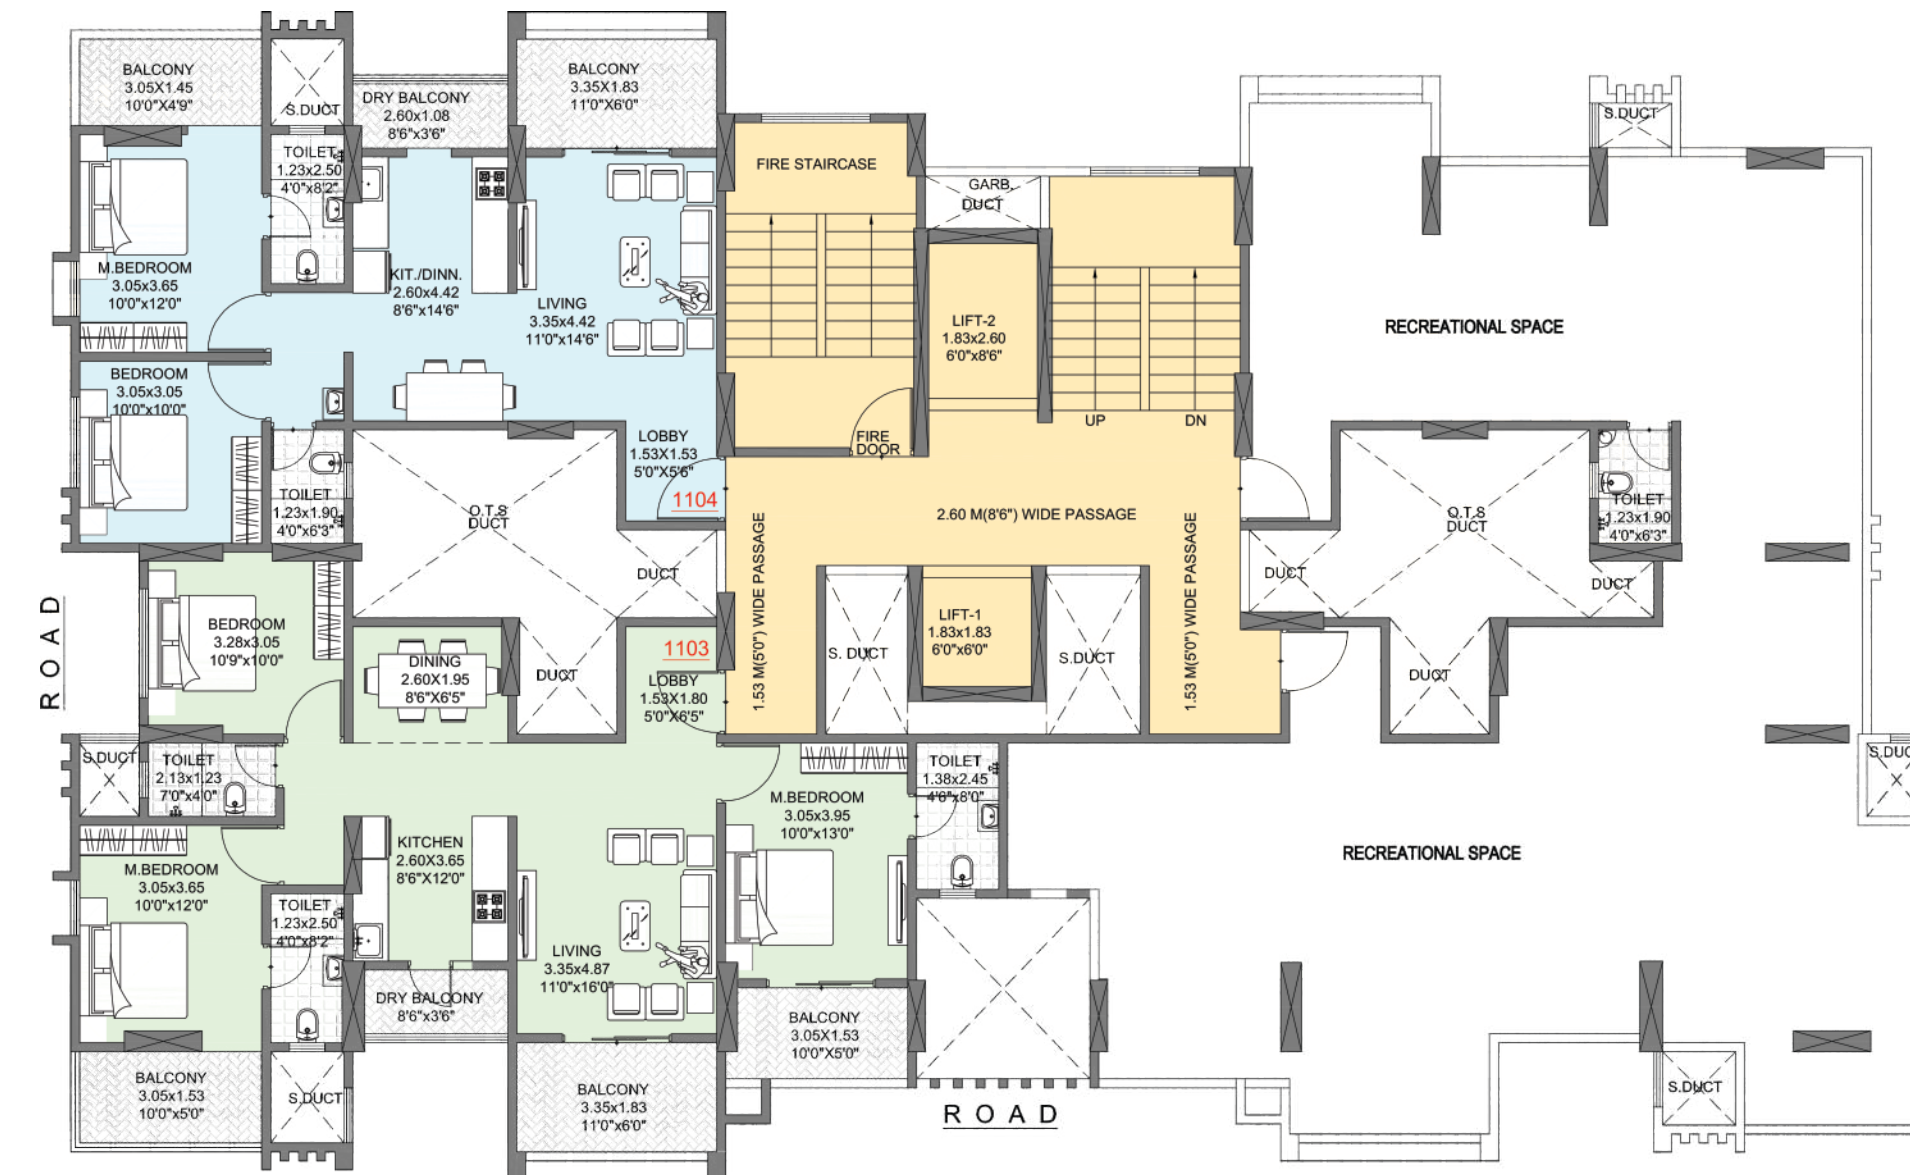 BALCONY
3.05X1.45
10'0"X4'9"
S.DUCT
DRY BALCONY
2.60x1.08
8'6"x3'6"
BALCONY
3.35X1.83
11'0"X6'0"
TOILET
1.23x2.50
4'0"x8'2"
FIRE STAIRCASE
GARB.
DUCT
S.DUCT
M.BEDROOM
3.05x3.65
10'0"x12'0"
KIT./DINN.
2.60x4.42
8'6"x14'6"
LIVING
3.35x4.42
11'0"x14'6"
LIFT-2
1.83x2.60
6'0"x8'6"
RECREATIONAL SPACE
BEDROOM
3.05x3.05
10'0"x10'0"
UP
DN
LOBBY
1.53X1.53
5'0"X5'6"
FIRE
DOOR
1104
TOILET
1.23x1.90
4'0"x6'3"
O.T.S
DUCT
2.60 M(8'6") WIDE PASSAGE
O.T.S
DUCT
TOILET
1.23x1.90
4'0"x6'3"
DUCT
1.53 M(5'0") WIDE PASSAGE
1.53 M(5'0") WIDE PASSAGE
DUCT
DUCT
ROAD
BEDROOM
3.28x3.05
10'9"x10'0"
1103
LIFT-1
1.83x1.83
6'0"x6'0"
DINING
2.60X1.95
8'6"X6'5"
DUCT
LOBBY
1.53X1.80
5'0"X6'5"
S. DUCT
S.DUCT
DUCT
S.DUCT
TOILET
2.13x1.23
7'0"x4'0"
TOILET
1.38x2.45
4'6"x8'0"
S.DUC
M.BEDROOM
3.05x3.95
10'0"x13'0"
KITCHEN
2.60X3.65
8'6"X12'0"
RECREATIONAL SPACE
M.BEDROOM
3.05x3.65
10'0"x12'0"
TOILET
1.23x2.50
4'0"x8'2"
LIVING
3.35x4.87
11'0"x16'0"
DRY BALCONY
8'6"x3'6"
BALCONY
3.05X1.53
10'0"X5'0"
BALCONY
3.05x1.53
10'0"x5'0"
S.DUCT
BALCONY
3.35x1.83
11'0"x6'0"
ROAD
S.DUCT